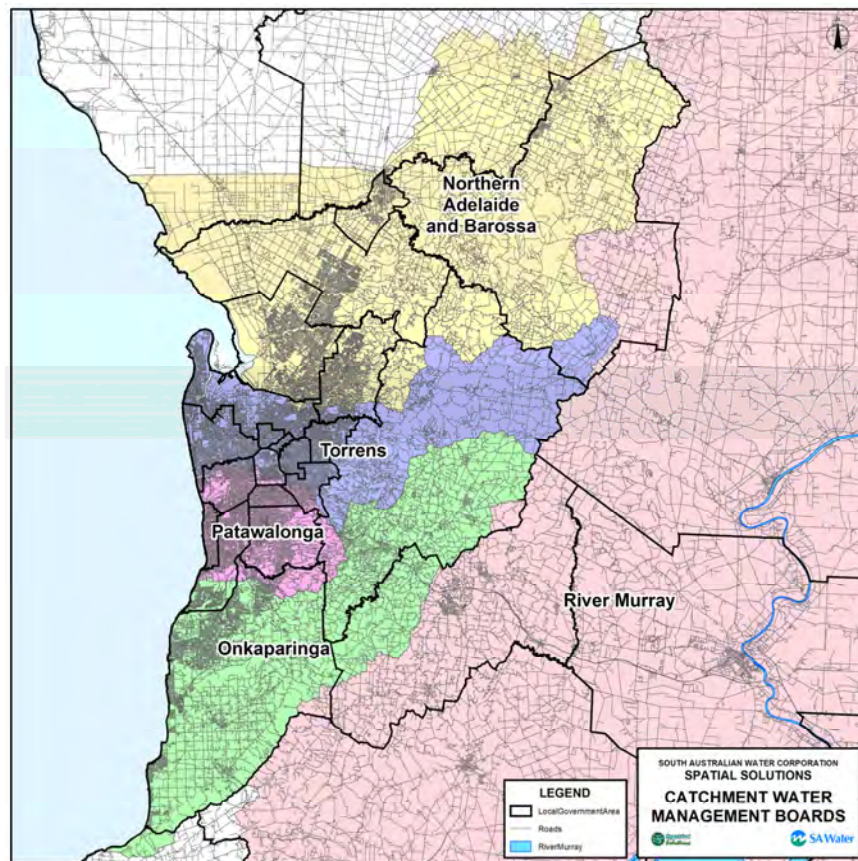 Northern
Adelaide
and Barossa
Torrens
Patawalonga
River Murray
Onkaparinga
LEGEND
LocalGovernmentArea
Roads
RiverMurray
SOUTH AUSTRALIAN WATER CORPORATION
SPATIAL SOLUTIONS
CATCHMENT WATER
MANAGEMENT BOARDS
SA Water